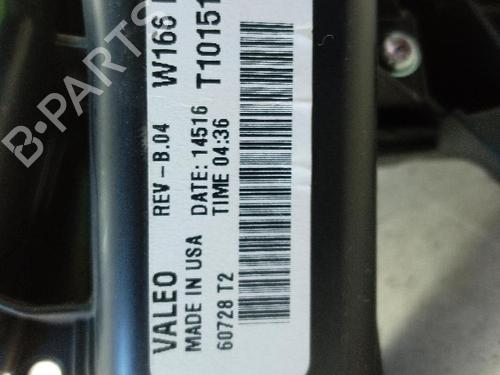 VALEO REV-B.04 W166
MADE IN USA DATE: 14516 T10151
TIME 04:36
60728 T2
B-PARTS